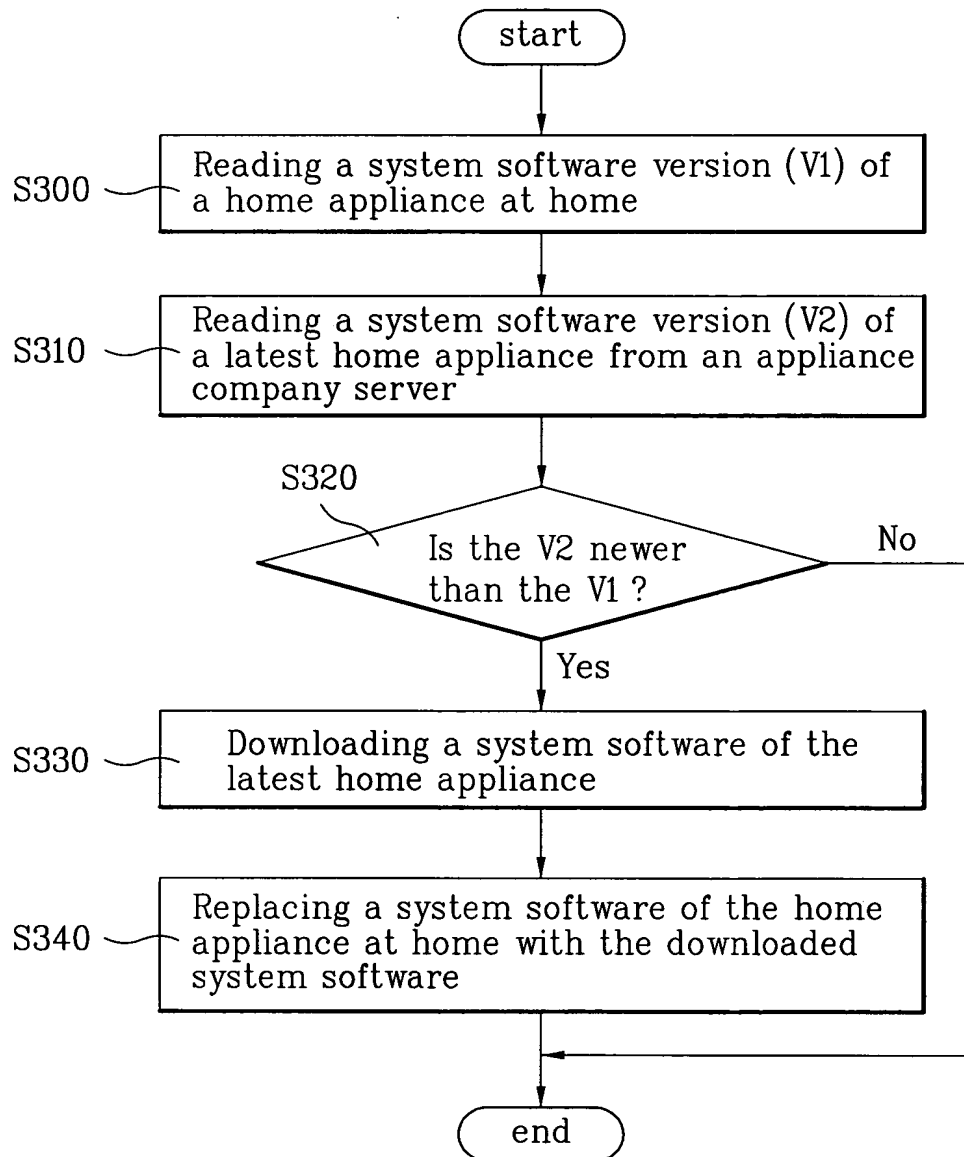 start
S300
Reading a system software version (V1) of
a home appliance at home
S310
Reading a system software version (V2) of
a latest home appliance from an appliance
company server
S320
Is the V2 newer
than the V1 ?
No
Yes
S330
Downloading a system software of the
latest home appliance
S340
Replacing a system software of the home
appliance at home with the downloaded
system software
end